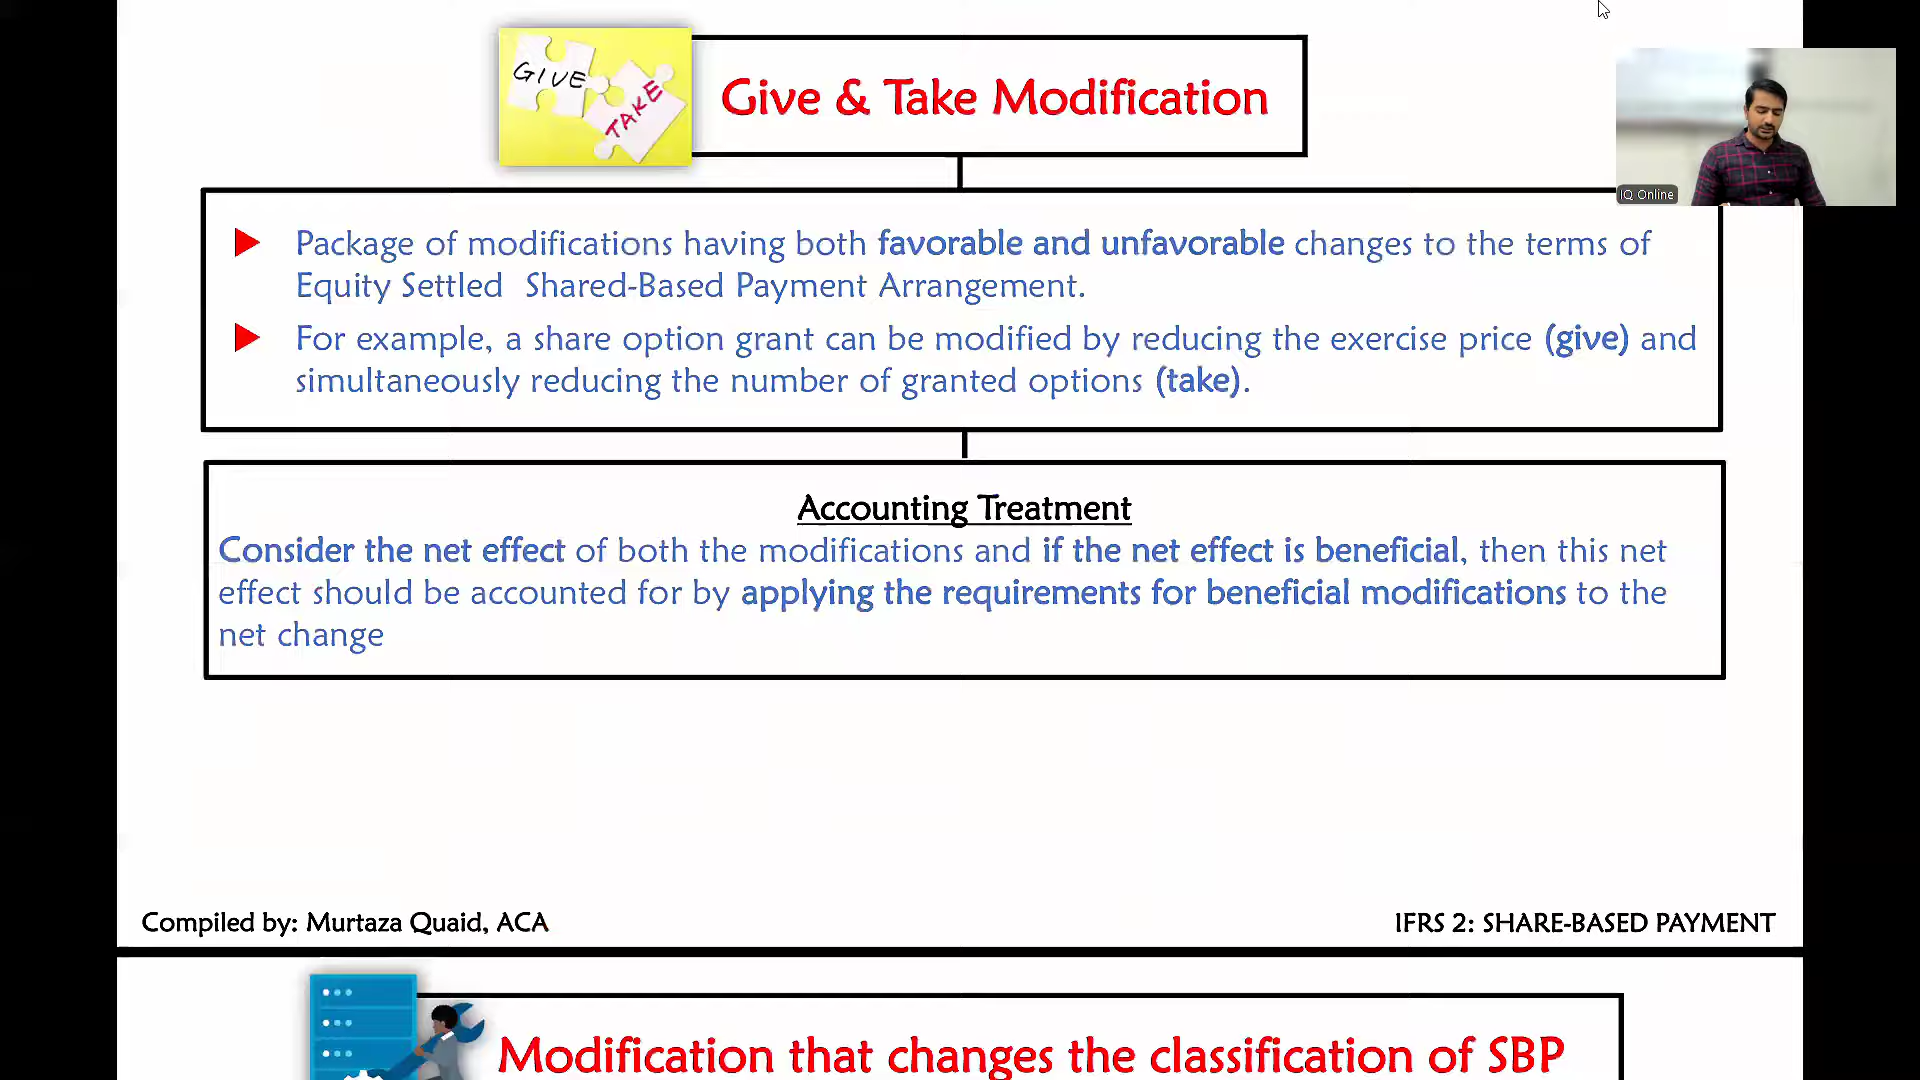 GIVE
TAKE
Give & Take Modification
IQ Online
Package of modifications having both favorable and unfavorable changes to the terms of
Equity Settled Shared-Based Payment Arrangement.
For example, a share option grant can be modified by reducing the exercise price (give) and
simultaneously reducing the number of granted options (take).
Accounting Treatment
Consider the net effect of both the modifications and if the net effect is beneficial, then this net
effect should be accounted for by applying the requirements for beneficial modifications to the
net change
Compiled by: Murtaza Quaid, ACA
IFRS 2: SHARE-BASED PAYMENT
Modification that changes the classification of SBP